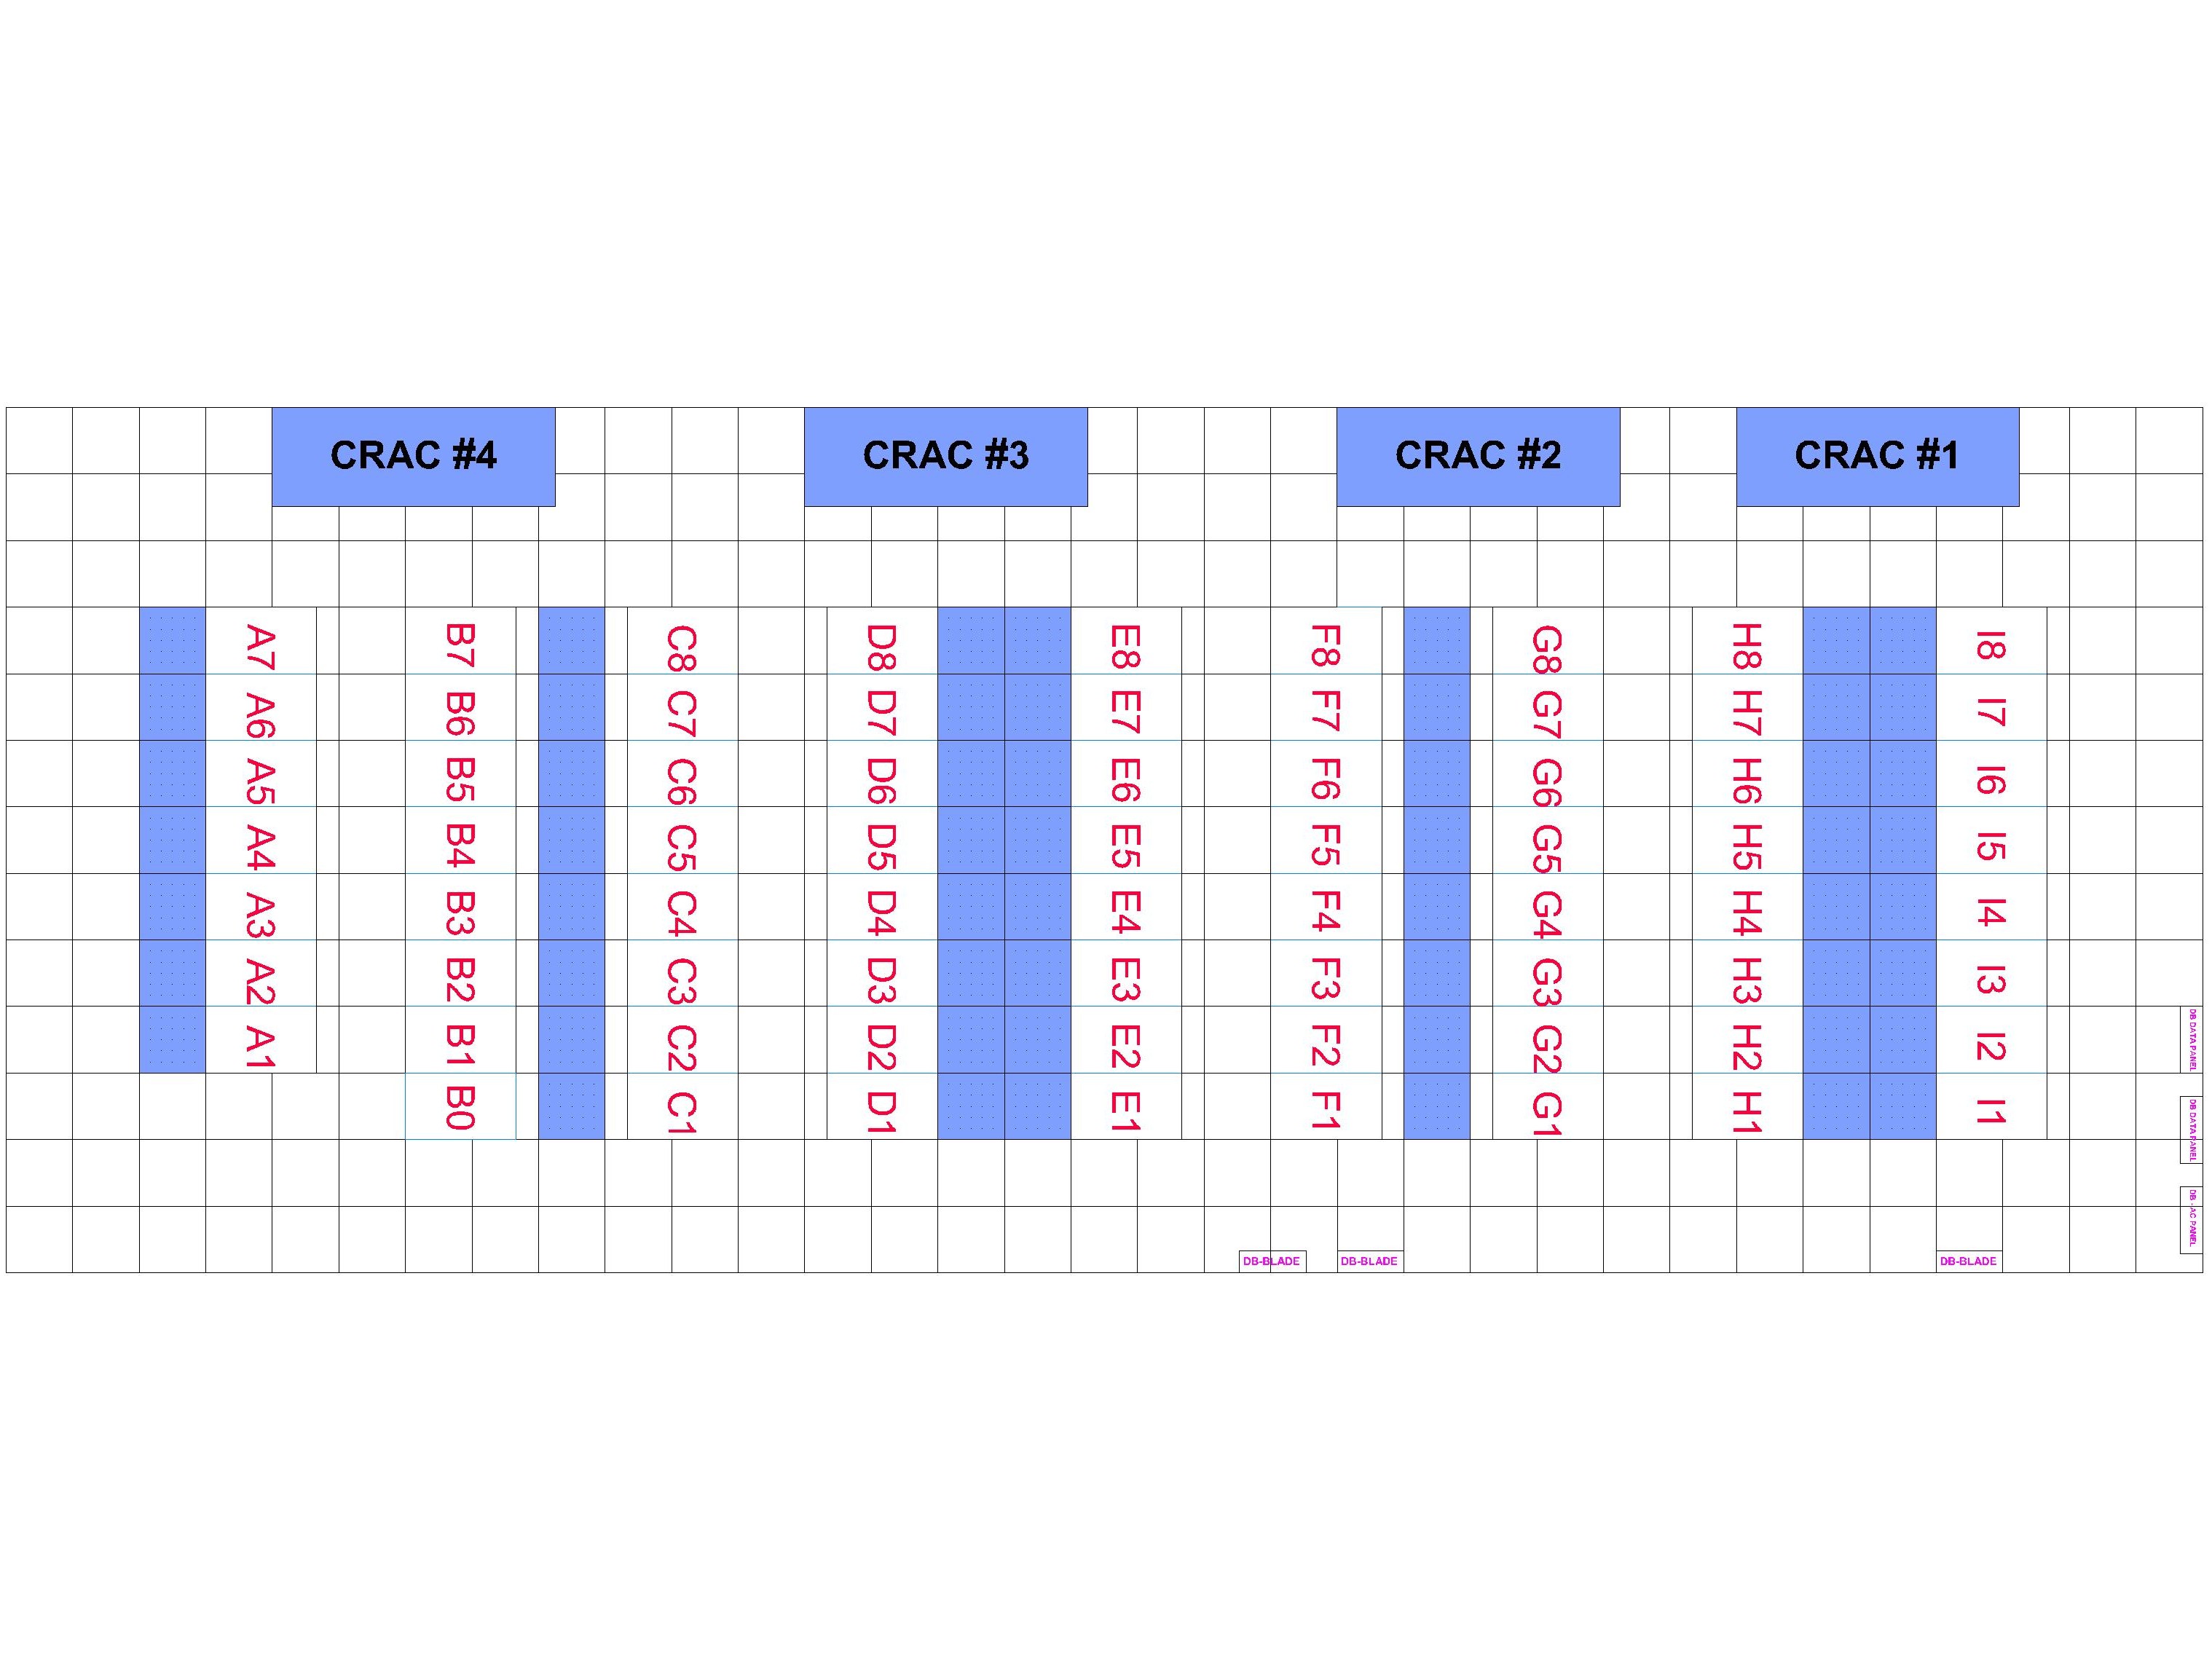 CRAC #4 CRAC #3 CRAC #2 CRAC #1
A7 B7 C8 D8 E8 F8 G8 H8 I8
A6 B6 C7 D7 E7 F7 G7 H7 I7
A5 B5 C6 D6 E6 F6 G6 H6 I6
A4 B4 C5 D5 E5 F5 G5 H5 I5
A3 B3 C4 D4 E4 F4 G4 H4 I4
A2 B2 C3 D3 E3 F3 G3 H3 I3
A1 B1 C2 D2 E2 F2 G2 H2 I2
B0 C1 D1 E1 F1 G1 H1 I1
DB DATA PANEL
DB DATA PANEL
DB -AC PANEL
DB-BLADE DB-BLADE DB-BLADE